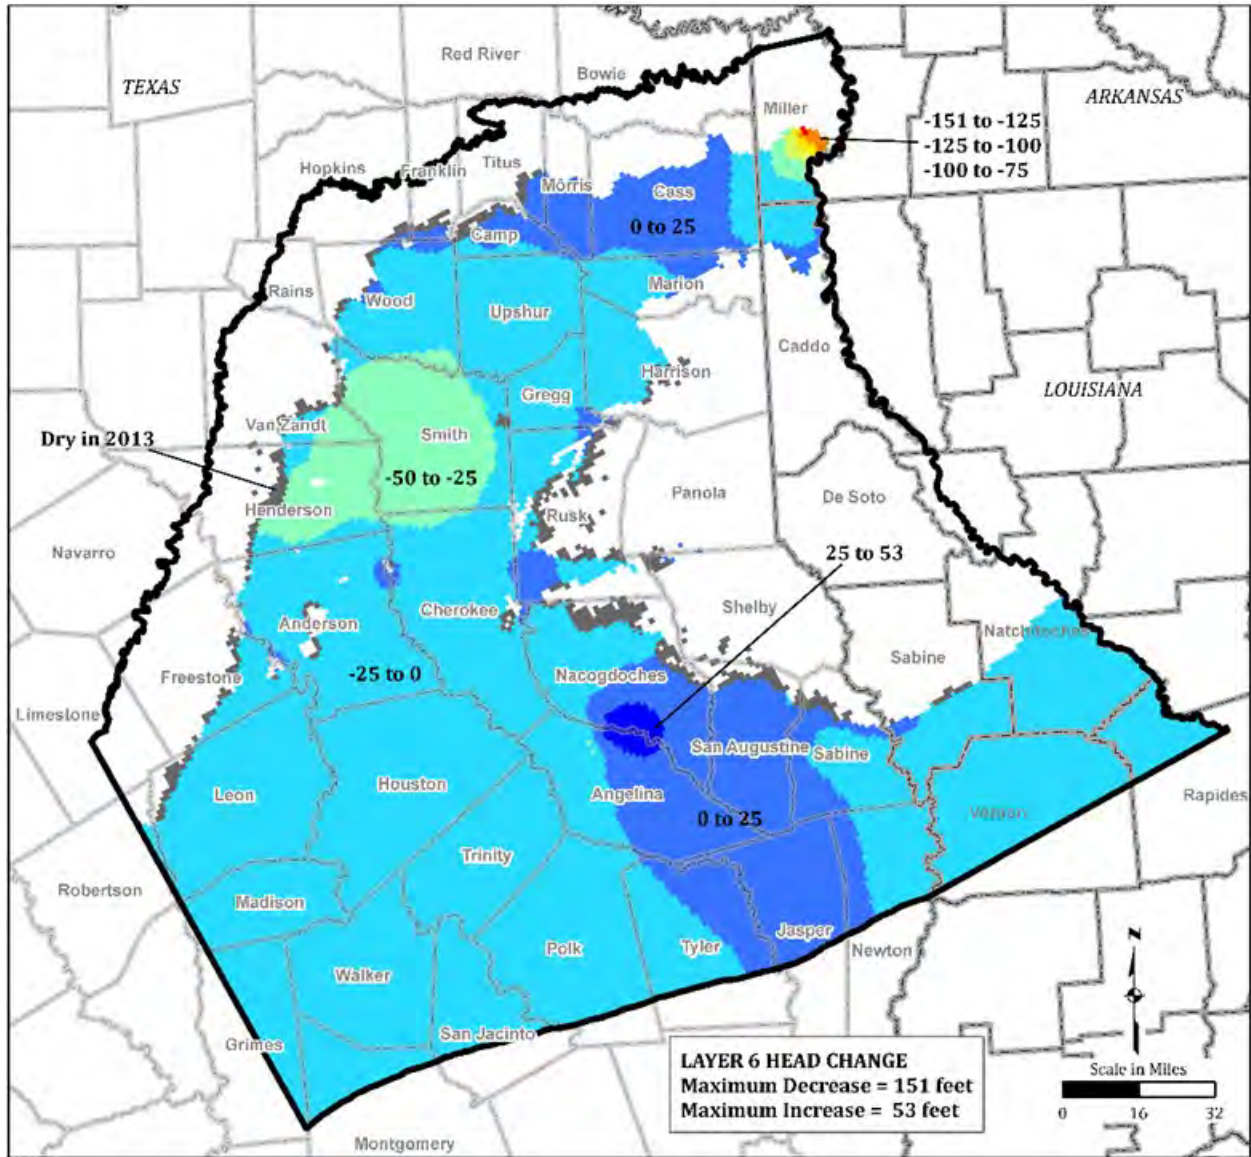 Red River
Bowie
TEXAS
ARKANSAS
Miller
-151 to -125
-125 to -100
-100 to -75
Hopkins
Franklin
Titus
Morris
Cass
0 to 25
Camp
Rains
Wood
Marion
Upshur
Caddo
Harrison
LOUISIANA
Gregg
Van Zandt
Smith
Dry in 2013
-50 to -25
Panola
De Soto
Henderson
Rusk
Navarro
25 to 53
Shelby
Cherokee
Anderson
Natchitoches
Sabine
Freestone
-25 to 0
Nacogdoches
Limestone
San Augustine
Sabine
Leon
Houston
Angelina
Rapides
0 to 25
Vernon
Trinity
Robertson
Madison
Jasper
Polk
Tyler
Newton
N
Walker
San Jacinto
Grimes
LAYER 6 HEAD CHANGE
Maximum Decrease = 151 feet
Maximum Increase = 53 feet
Scale in Miles
0 16 32
Montgomery